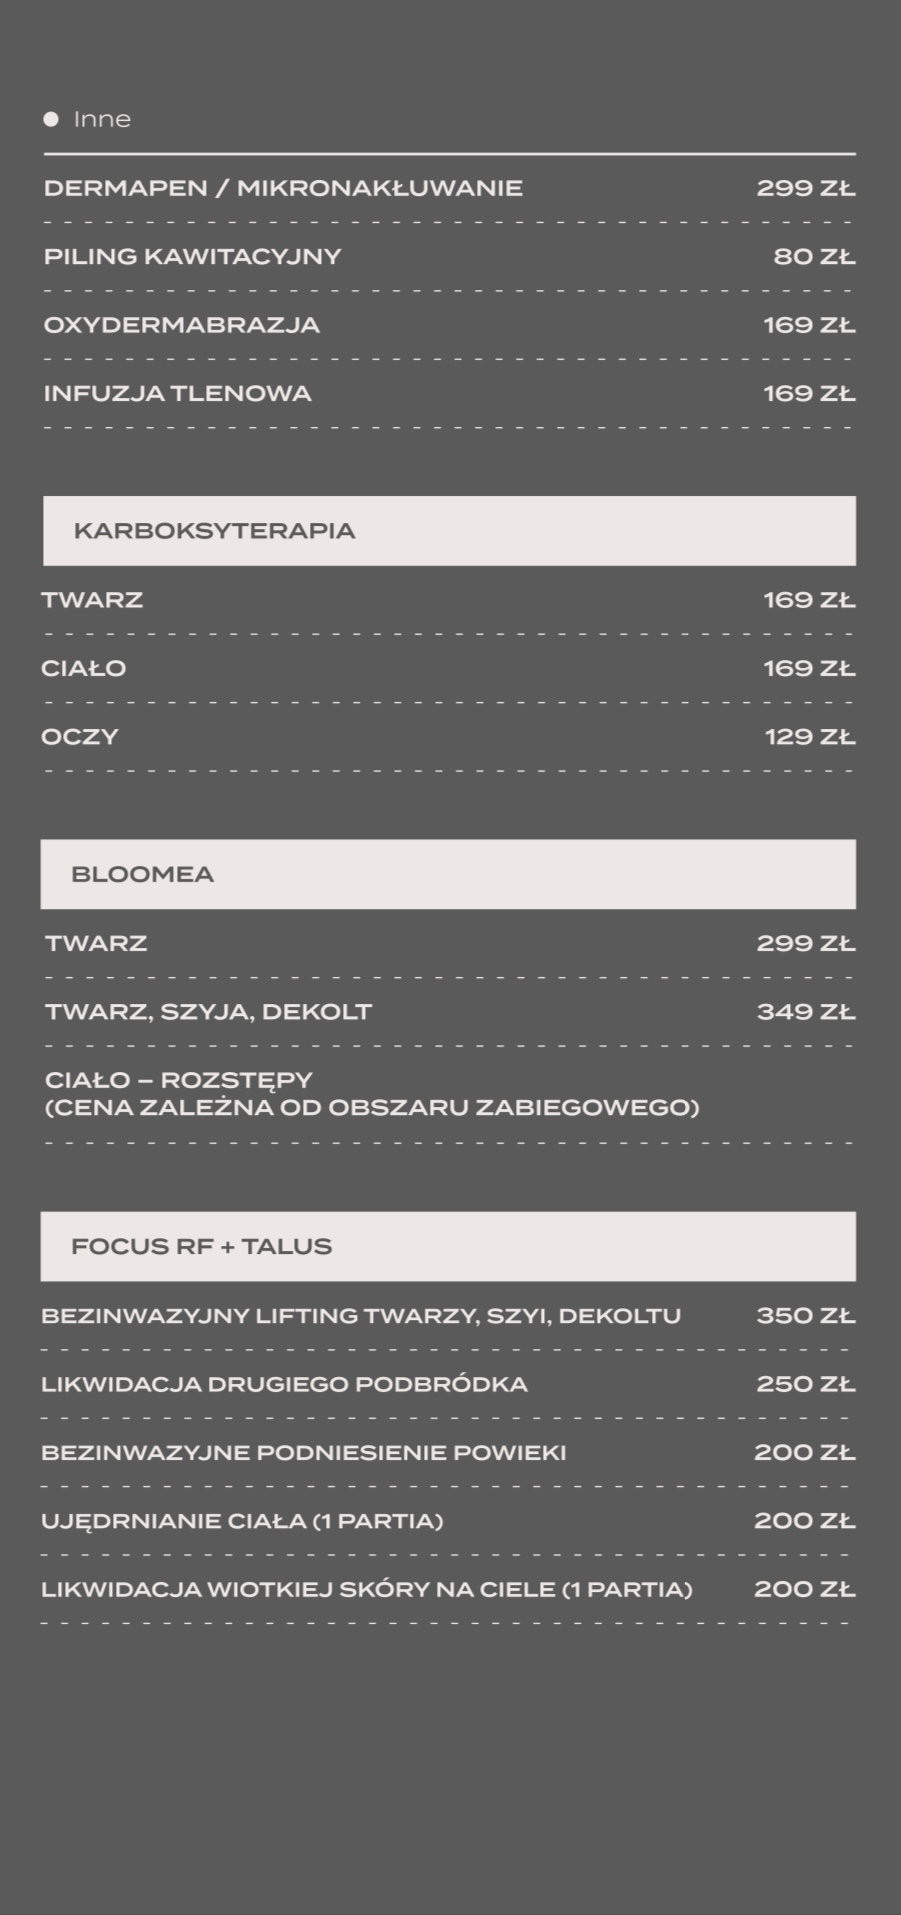 Inne
DERMAPEN / MIKRONAKŁUWANIE 299 ZŁ
PILING KAWITACYJNY 80 ZŁ
OXYDERMABRAZJA 169 ZŁ
INFUZJA TLENOWA 169 ZŁ
KARBOKSYTERAPIA
TWARZ 169 ZŁ
CIAŁO 169 ZŁ
OCZY 129 ZŁ
BLOOMEA
TWARZ 299 ZŁ
TWARZ, SZYJA, DEKOLT 349 ZŁ
CIAŁO – ROZSTĘPY
(CENA ZALEŻNA OD OBSZARU ZABIEGOWEGO)
FOCUS RF + TALUS
BEZINWAZYJNY LIFTING TWARZY, SZYI, DEKOLTU 350 ZŁ
LIKWIDACJA DRUGIEGO PODBRÓDKA 250 ZŁ
BEZINWAZYJNE PODNIESIENIE POWIEKI 200 ZŁ
UJĘDRNIANIE CIAŁA (1 PARTIA) 200 ZŁ
LIKWIDACJA WIOTKIEJ SKÓRY NA CIELE (1 PARTIA) 200 ZŁ